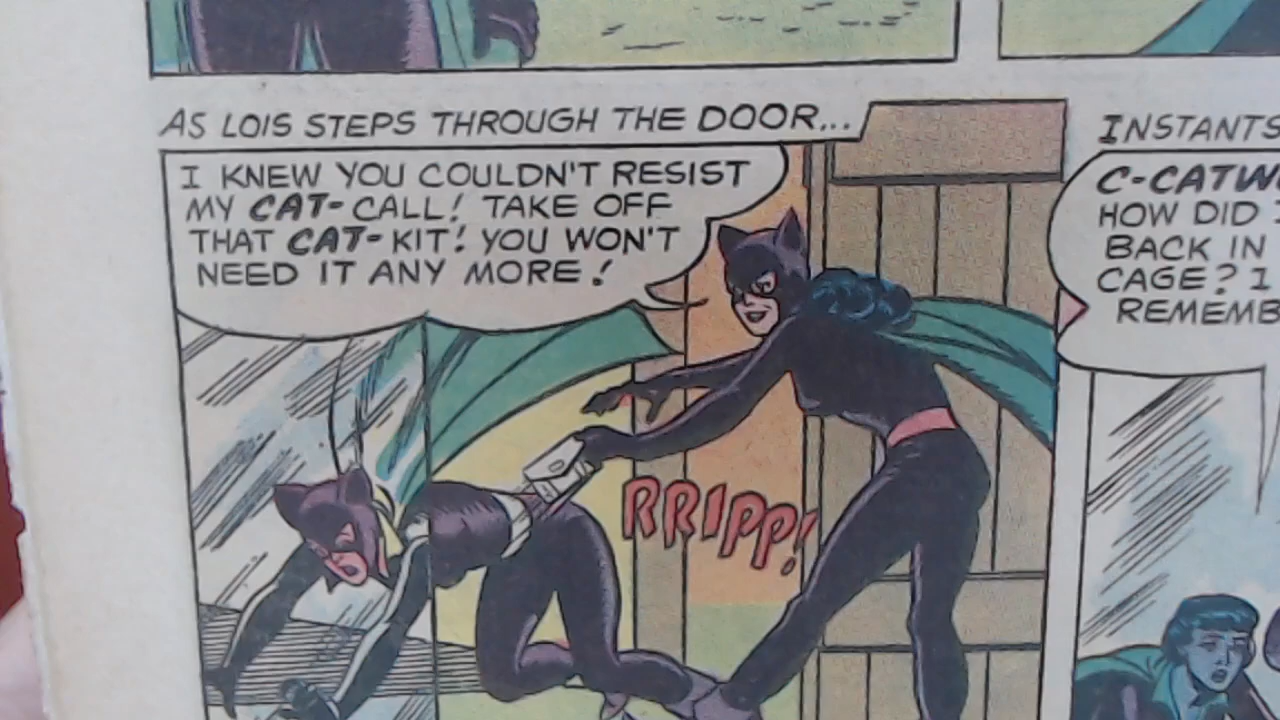 AS LOIS STEPS THROUGH THE DOOR...
I KNEW YOU COULDN'T RESIST
MY CAT-CALL! TAKE OFF
THAT CAT-KIT! YOU WON'T
NEED IT ANY MORE!
RRIPP!
INSTANTS
HOW DID
BACK IN
CAGE? I